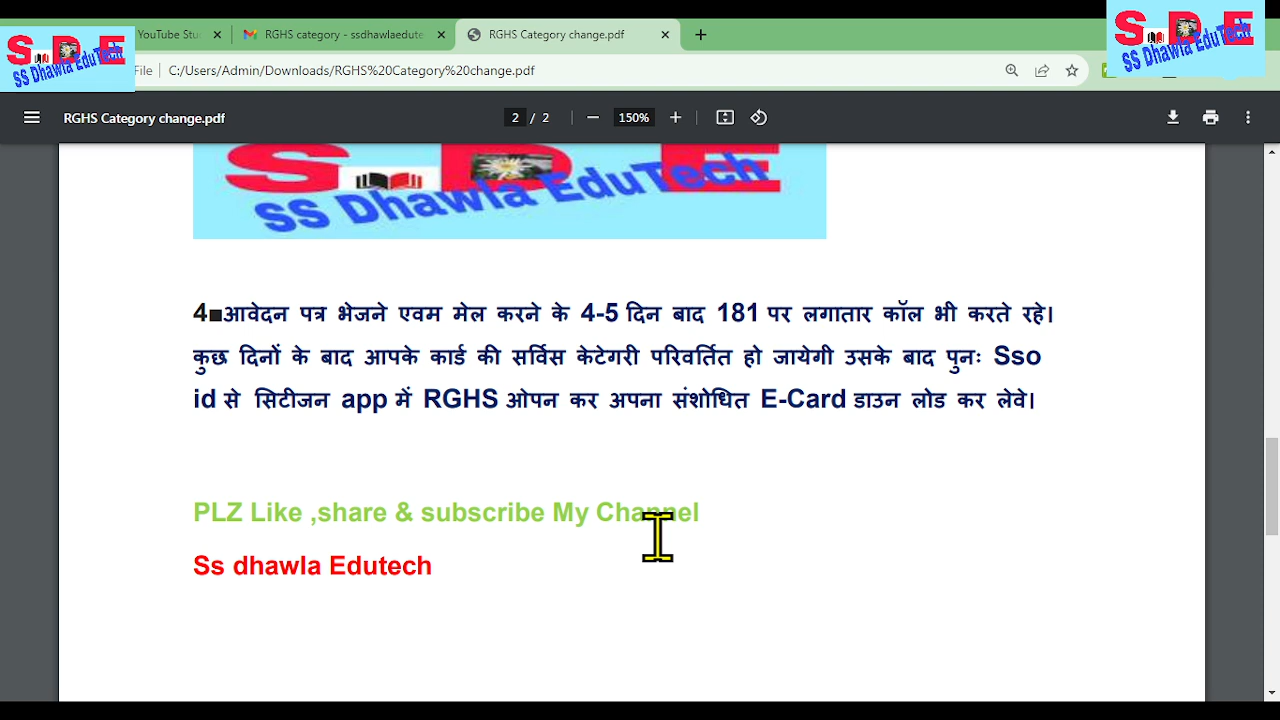 YouTube Stu
RGHS category - ssdhawlaedute
RGHS Category change.pdf
File
C:/Users/Admin/Downloads/RGHS%20Category%20change.pdf
S D E
SS Dhawla EduTech
S D E
SS Dhawla EduTech
RGHS Category change.pdf
2 / 2
150%
S D E
SS Dhawla EduTech
4■आवेदन पत्र भेजने एवम मेल करने के 4-5 दिन बाद 181 पर लगातार कॉल भी करते रहे।
कुछ दिनों के बाद आपके कार्ड की सर्विस केटेगरी परिवर्तित हो जायेगी उसके बाद पुनः Sso
id से सिटीजन app में RGHS ओपन कर अपना संशोधित E-Card डाउन लोड कर लेवे।
PLZ Like ,share & subscribe My Channel
Ss dhawla Edutech